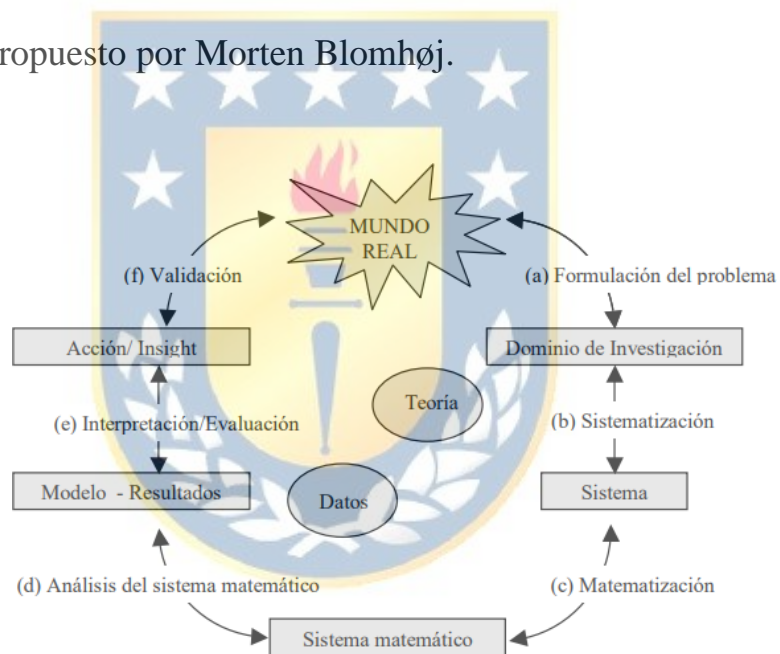 ropuesto por Morten Blomhøj.
MUNDO
REAL
(f) Validación
(a) Formulación del problema
Acción/ Insight
Dominio de Investigación
Teoría
(e) Interpretación/Evaluación
(b) Sistematización
Modelo - Resultados
Datos
Sistema
(d) Análisis del sistema matemático
(c) Matematización
Sistema matemático